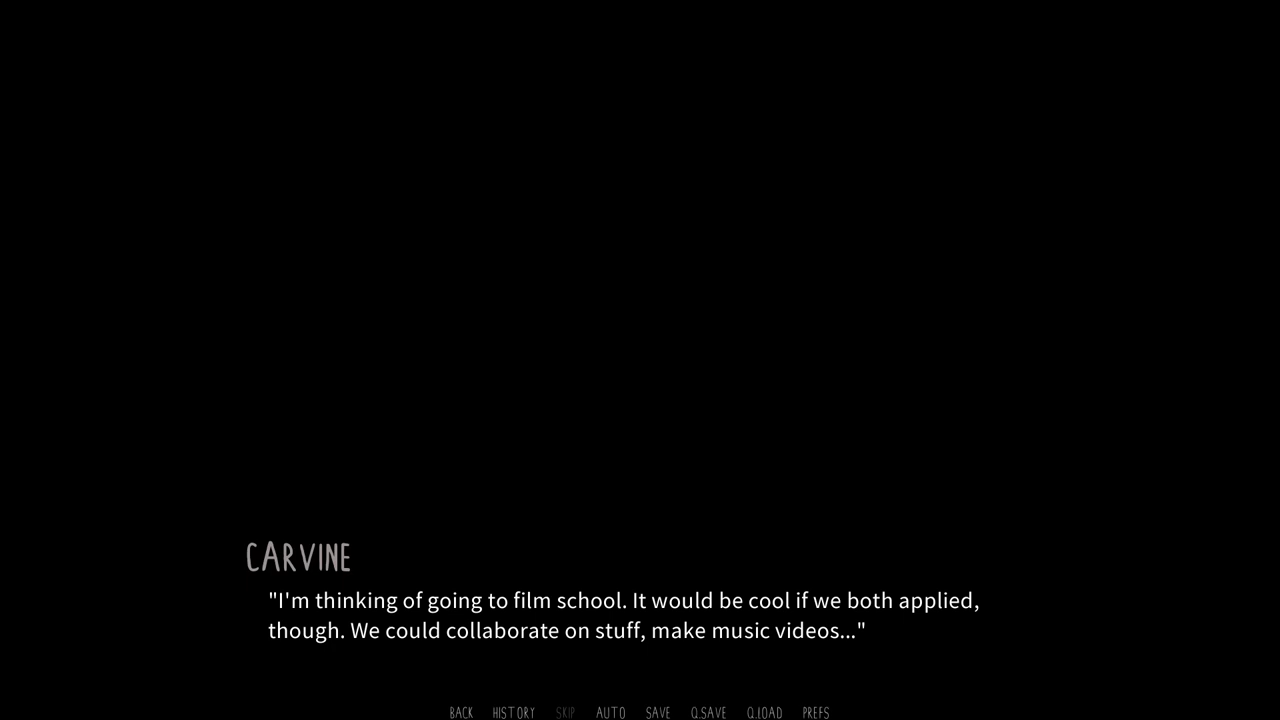 CARVINE
"I'm thinking of going to film school. It would be cool if we both applied,
though. We could collaborate on stuff, make music videos..."
BACK HISTORY SKIP AUTO SAVE Q.SAVE Q.LOAD PREFS